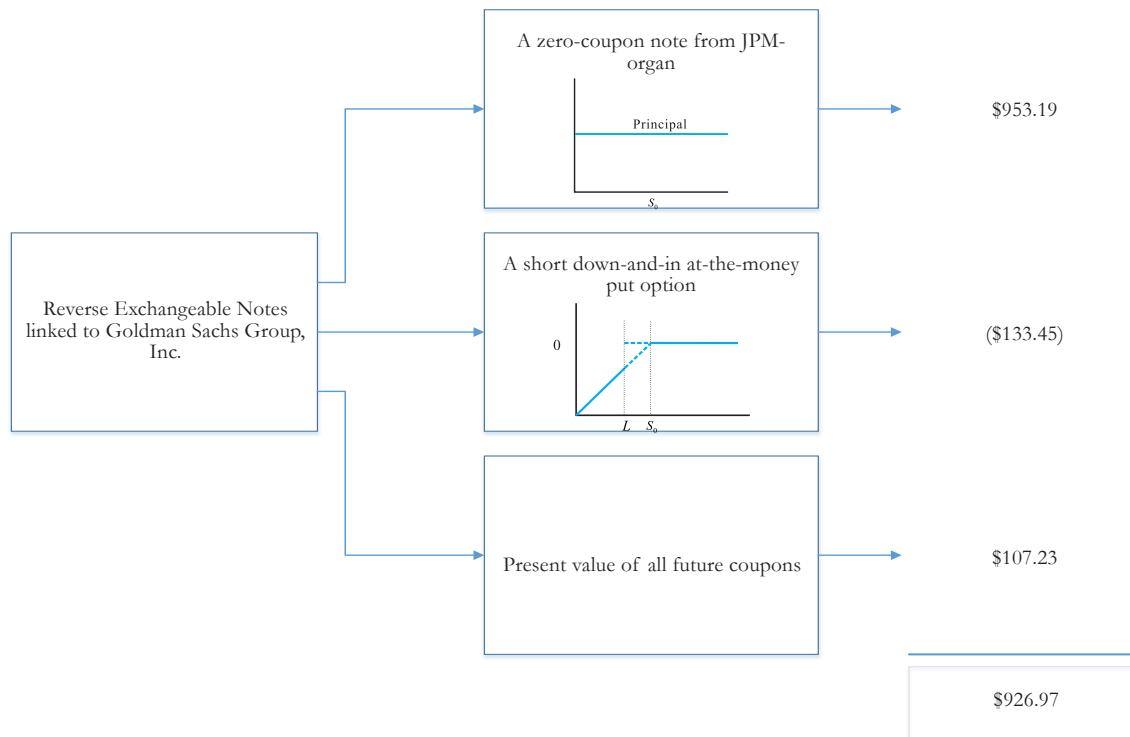 A zero-coupon note from JPM-
organ
Principal
S₀
$953.19
Reverse Exchangeable Notes
linked to Goldman Sachs Group,
Inc.
A short down-and-in at-the-money
put option
0
L S₀
($133.45)
Present value of all future coupons
$107.23
$926.97